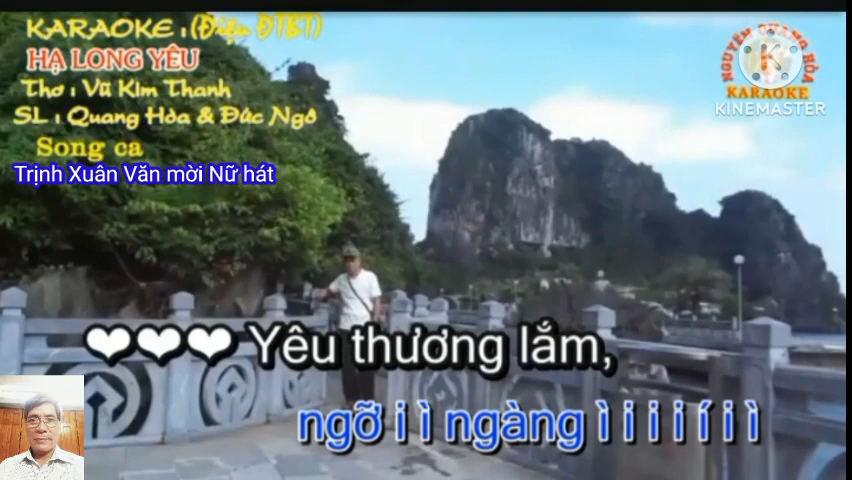 KARAOKE : (Điệu ĐTBT)
HẠ LONG YÊU
Thơ : Vũ Kim Thanh
SL : Quang Hòa & Đức Ngô
Song ca
Trịnh Xuân Văn mời Nữ hát
NGUYỄN QUANG HÒA
K
KARAOKE
KINEMASTER
❤❤❤ Yêu thương lắm,
ngỡ i ì ngàng ì i i i í i ì